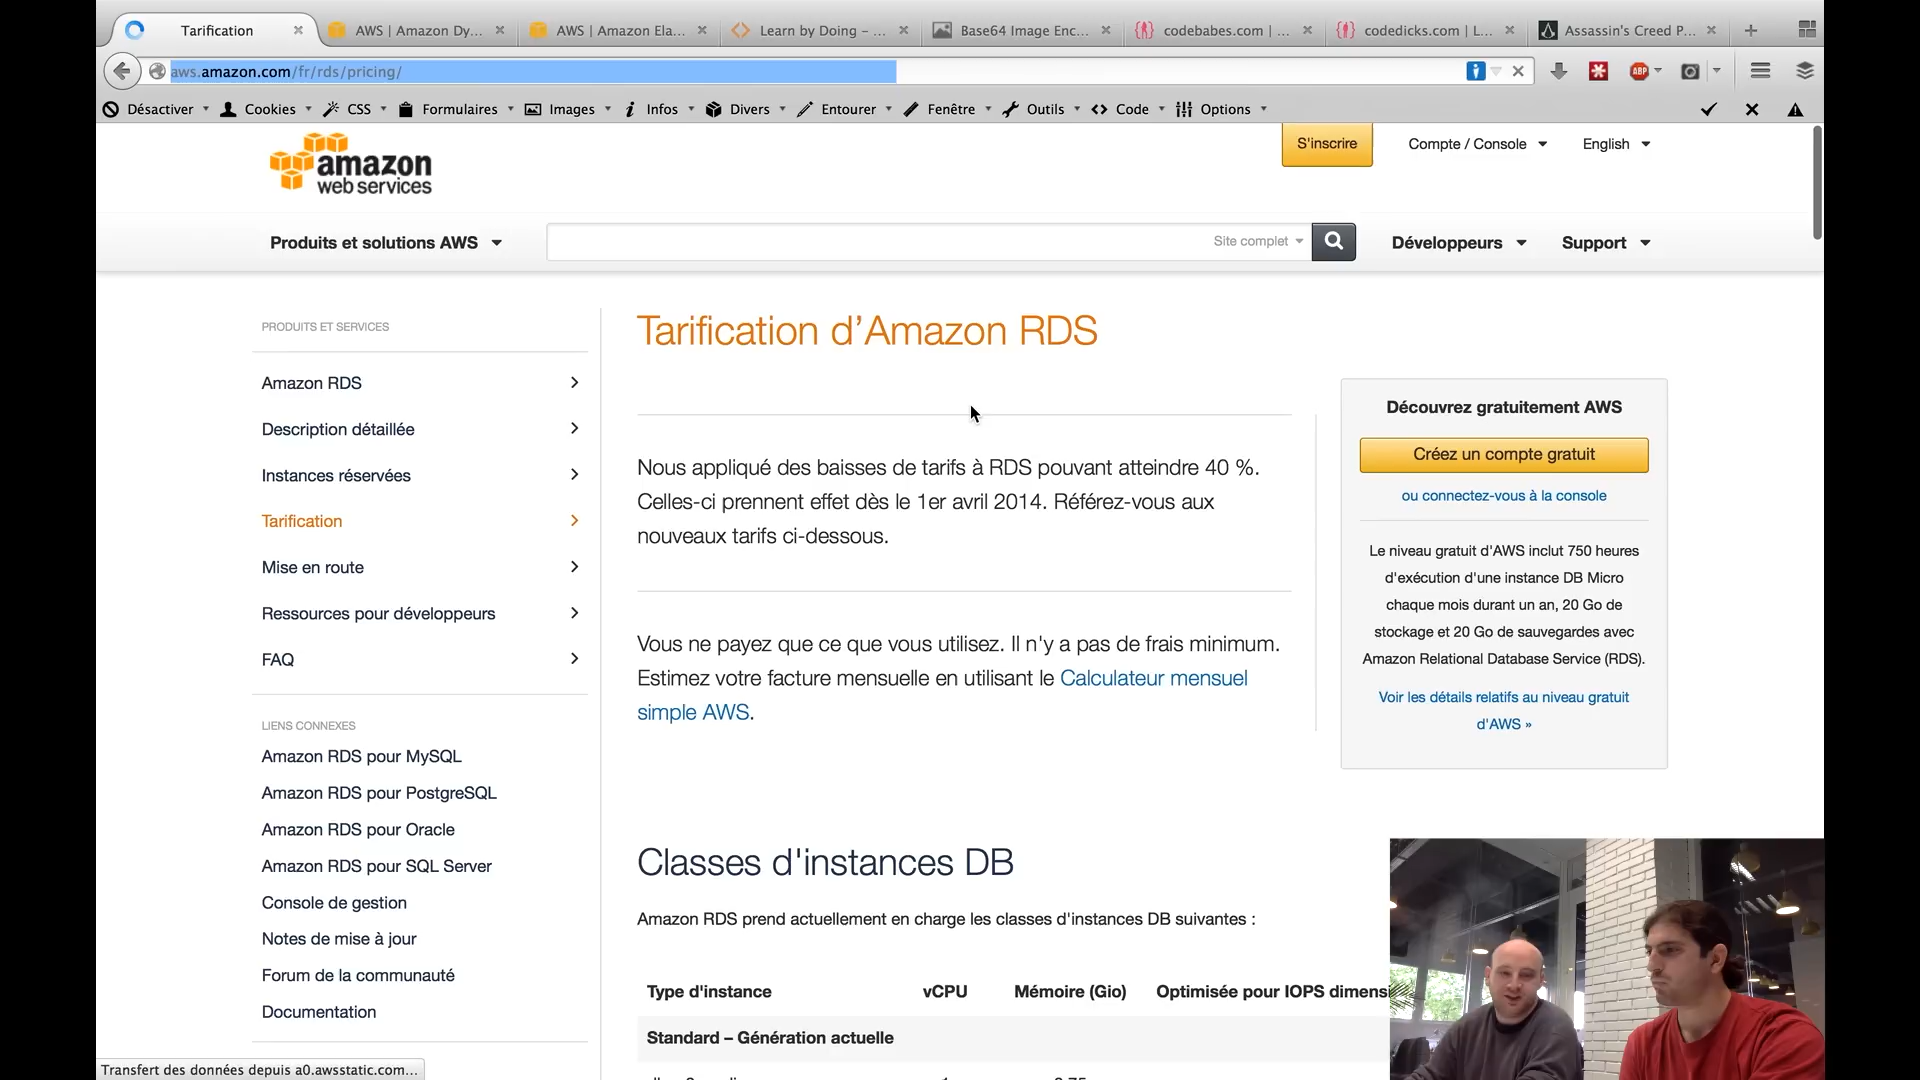 Tarification
AWS | Amazon Dy...
AWS | Amazon Ela...
Learn by Doing – ...
Base64 Image Enc...
codebabes.com | ...
codedicks.com | L...
Assassin's Creed P...
aws.amazon.com/fr/rds/pricing/
ABP
Désactiver
Cookies
CSS
Formulaires
Images
Infos
Divers
Entourer
Fenêtre
Outils
Code
Options
amazon
web services
S'inscrire
Compte / Console
English
Produits et solutions AWS
Site complet
Développeurs
Support
PRODUITS ET SERVICES
Amazon RDS
Description détaillée
Instances réservées
Tarification
Mise en route
Ressources pour développeurs
FAQ
LIENS CONNEXES
Amazon RDS pour MySQL
Amazon RDS pour PostgreSQL
Amazon RDS pour Oracle
Amazon RDS pour SQL Server
Console de gestion
Notes de mise à jour
Forum de la communauté
Documentation
Tarification d’Amazon RDS
Nous appliqué des baisses de tarifs à RDS pouvant atteindre 40 %.
Celles-ci prennent effet dès le 1er avril 2014. Référez-vous aux
nouveaux tarifs ci-dessous.
Vous ne payez que ce que vous utilisez. Il n'y a pas de frais minimum.
Estimez votre facture mensuelle en utilisant le Calculateur mensuel
simple AWS.
Découvrez gratuitement AWS
Créez un compte gratuit
ou connectez-vous à la console
Le niveau gratuit d'AWS inclut 750 heures
d'exécution d'une instance DB Micro
chaque mois durant un an, 20 Go de
stockage et 20 Go de sauvegardes avec
Amazon Relational Database Service (RDS).
Voir les détails relatifs au niveau gratuit
d'AWS »
Classes d'instances DB
Amazon RDS prend actuellement en charge les classes d'instances DB suivantes :
Type d'instance vCPU Mémoire (Gio) Optimisée pour IOPS dimensi
Standard – Génération actuelle
Transfert des données depuis a0.awsstatic.com...